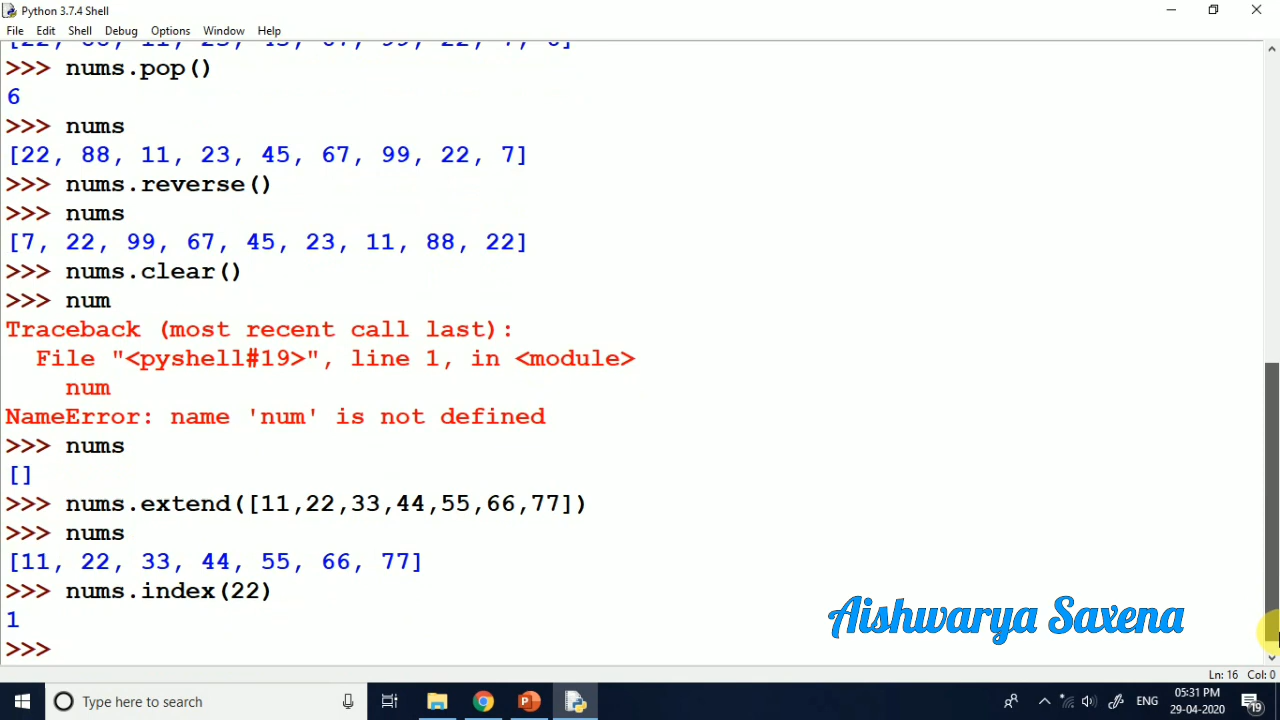 Python 3.7.4 Shell
File Edit Shell Debug Options Window Help
>>> nums.pop()
6
>>> nums
[22, 88, 11, 23, 45, 67, 99, 22, 7]
>>> nums.reverse()
>>> nums
[7, 22, 99, 67, 45, 23, 11, 88, 22]
>>> nums.clear()
>>> num
Traceback (most recent call last):
  File "<pyshell#19>", line 1, in <module>
    num
NameError: name 'num' is not defined
>>> nums
[]
>>> nums.extend([11,22,33,44,55,66,77])
>>> nums
[11, 22, 33, 44, 55, 66, 77]
>>> nums.index(22)
1
>>>
Aishwarya Saxena
Ln: 16 Col: 0
Type here to search
ENG
05:31 PM
29-04-2020
19